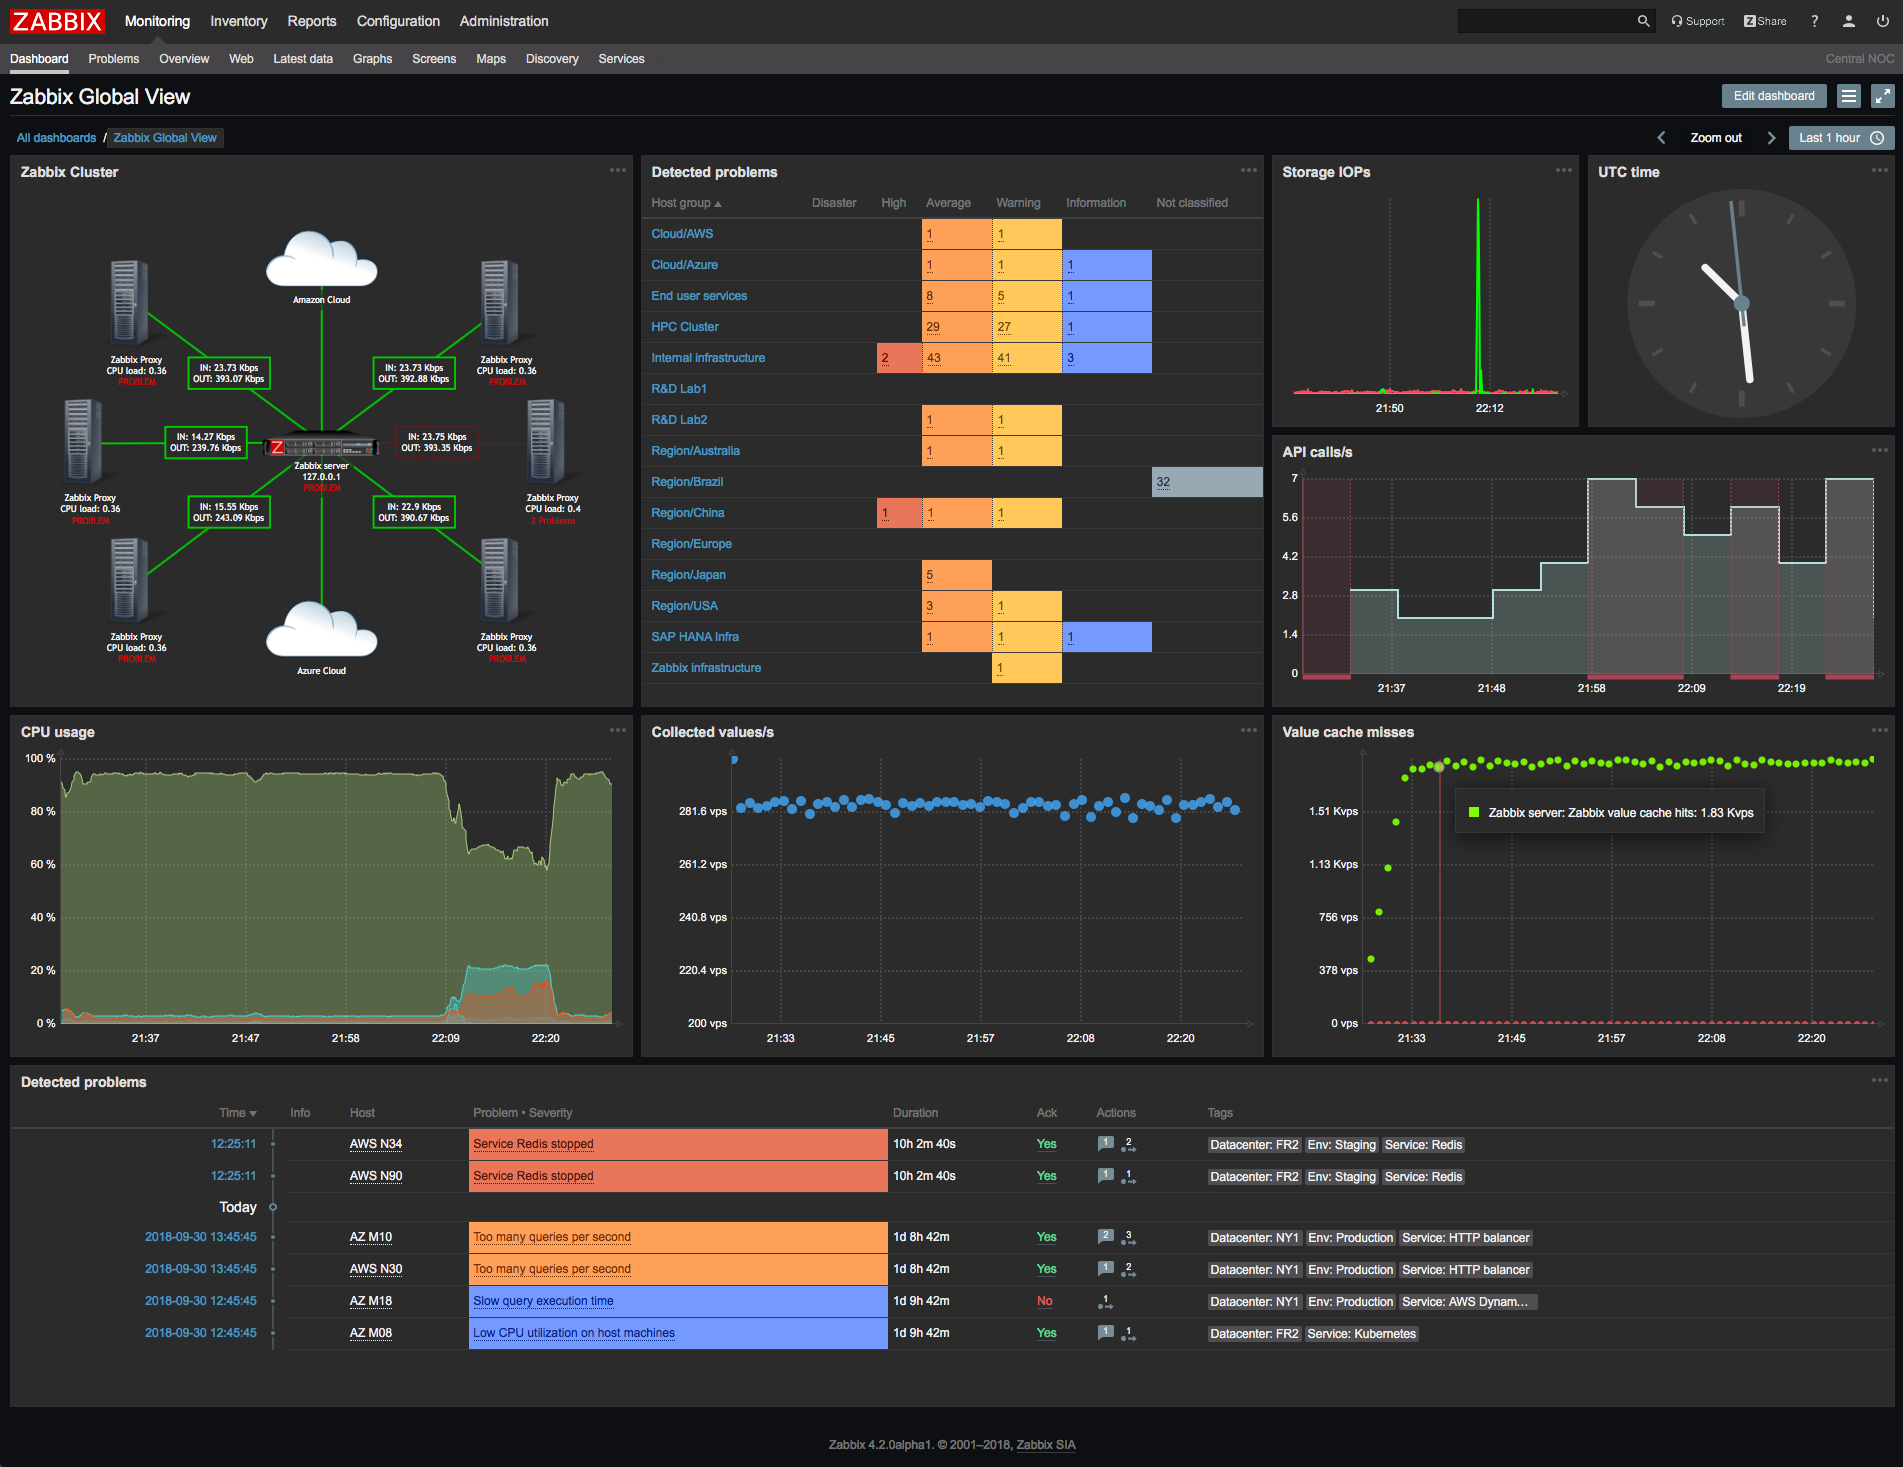 ZABBIX Monitoring Inventory Reports Configuration Administration Support Z Share ?
Dashboard Problems Overview Web Latest data Graphs Screens Maps Discovery Services Central NOC
Zabbix Global View Edit dashboard
All dashboards / Zabbix Global View Zoom out Last 1 hour
Zabbix Cluster
Amazon Cloud
Zabbix Proxy
CPU load: 0.36
PROBLEM
IN: 23.73 Kbps
OUT: 393.07 Kbps
IN: 23.73 Kbps
OUT: 392.88 Kbps
Zabbix Proxy
CPU load: 0.36
PROBLEM
IN: 14.27 Kbps
OUT: 239.76 Kbps
Z
IN: 23.75 Kbps
OUT: 393.35 Kbps
Zabbix server
127.0.0.1
PROBLEM
Zabbix Proxy
CPU load: 0.36
PROBLEM
IN: 15.55 Kbps
OUT: 243.09 Kbps
IN: 22.9 Kbps
OUT: 390.67 Kbps
Zabbix Proxy
CPU load: 0.4
2 Problems
Zabbix Proxy
CPU load: 0.36
PROBLEM
Azure Cloud
Zabbix Proxy
CPU load: 0.36
PROBLEM
Detected problems
Host group Disaster High Average Warning Information Not classified
Cloud/AWS 1 1
Cloud/Azure 1 1 1
End user services 8 5 1
HPC Cluster 29 27 1
Internal infrastructure 2 43 41 3
R&D Lab1
R&D Lab2 1 1
Region/Australia 1 1
Region/Brazil 32
Region/China 1 1 1
Region/Europe
Region/Japan 5
Region/USA 3 1
SAP HANA Infra 1 1 1
Zabbix infrastructure 1
Storage IOPs
21:50 22:12
UTC time
API calls/s
7
5.6
4.2
2.8
1.4
0
21:37 21:48 21:58 22:09 22:19
CPU usage
100 %
80 %
60 %
40 %
20 %
0 %
21:37 21:47 21:58 22:09 22:20
Collected values/s
281.6 vps
261.2 vps
240.8 vps
220.4 vps
200 vps
21:33 21:45 21:57 22:08 22:20
Value cache misses
1.51 Kvps
Zabbix server: Zabbix value cache hits: 1.83 Kvps
1.13 Kvps
756 vps
378 vps
0 vps
21:33 21:45 21:57 22:08 22:20
Detected problems
Time Info Host Problem • Severity Duration Ack Actions Tags
12:25:11 AWS N34 Service Redis stopped 10h 2m 40s Yes 1 2 Datacenter: FR2 Env: Staging Service: Redis
12:25:11 AWS N90 Service Redis stopped 10h 2m 40s Yes 1 1 Datacenter: FR2 Env: Staging Service: Redis
Today
2018-09-30 13:45:45 AZ M10 Too many queries per second 1d 8h 42m Yes 2 3 Datacenter: NY1 Env: Production Service: HTTP balancer
2018-09-30 13:45:45 AWS N30 Too many queries per second 1d 8h 42m Yes 1 2 Datacenter: NY1 Env: Production Service: HTTP balancer
2018-09-30 12:45:45 AZ M18 Slow query execution time 1d 9h 42m No 1 Datacenter: NY1 Env: Production Service: AWS Dynam...
2018-09-30 12:45:45 AZ M08 Low CPU utilization on host machines 1d 9h 42m Yes 1 1 Datacenter: FR2 Service: Kubernetes
Zabbix 4.2.0alpha1. © 2001–2018, Zabbix SIA